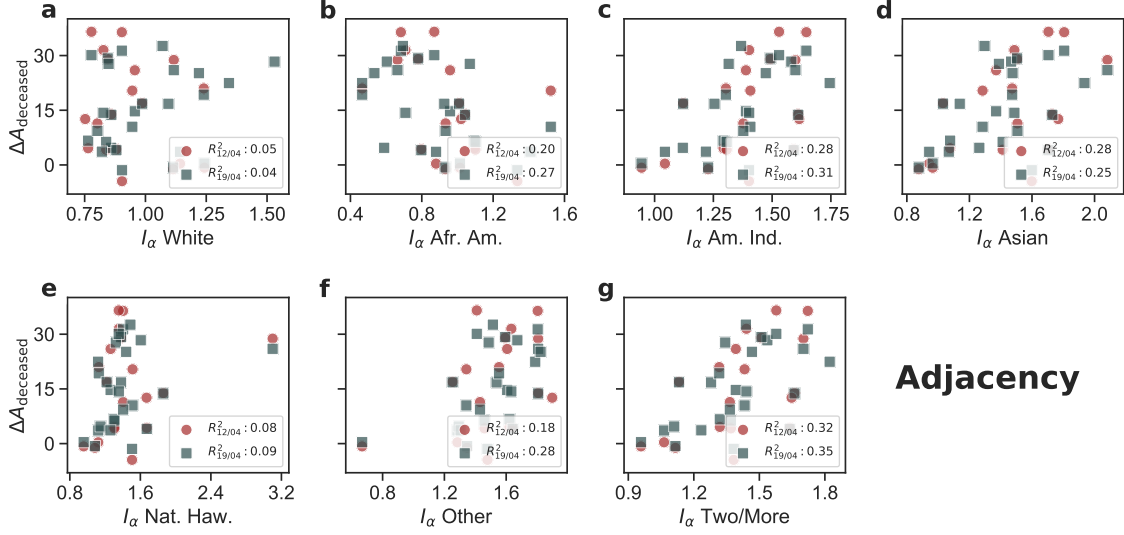 a b c d
ΔA_deceased
30
15
0
R²_12/04 : 0.05
R²_19/04 : 0.04
0.75 1.00 1.25 1.50
I_α White
R²_12/04 : 0.20
R²_19/04 : 0.27
0.4 0.8 1.2 1.6
I_α Afr. Am.
R²_12/04 : 0.28
R²_19/04 : 0.31
1.00 1.25 1.50 1.75
I_α Am. Ind.
R²_12/04 : 0.28
R²_19/04 : 0.25
0.8 1.2 1.6 2.0
I_α Asian
e f g
ΔA_deceased
30
15
0
R²_12/04 : 0.08
R²_19/04 : 0.09
0.8 1.6 2.4 3.2
I_α Nat. Haw.
R²_12/04 : 0.18
R²_19/04 : 0.28
0.8 1.2 1.6
I_α Other
R²_12/04 : 0.32
R²_19/04 : 0.35
0.9 1.2 1.5 1.8
I_α Two/More
Adjacency